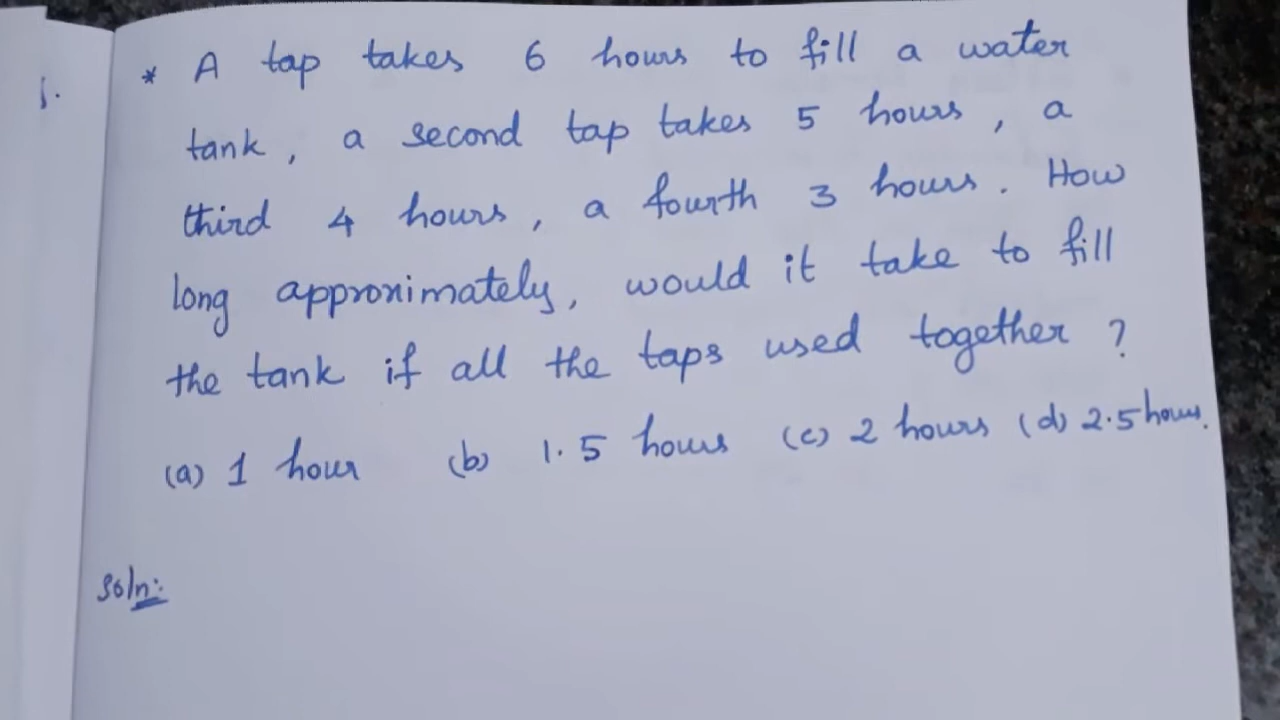 1.
* A tap takes 6 hours to fill a water
tank, a second tap takes 5 hours, a
third 4 hours, a fourth 3 hours. How
long approximately, would it take to fill
the tank if all the taps used together?
(a) 1 hour (b) 1.5 hours (c) 2 hours (d) 2.5 hours.
Soln: